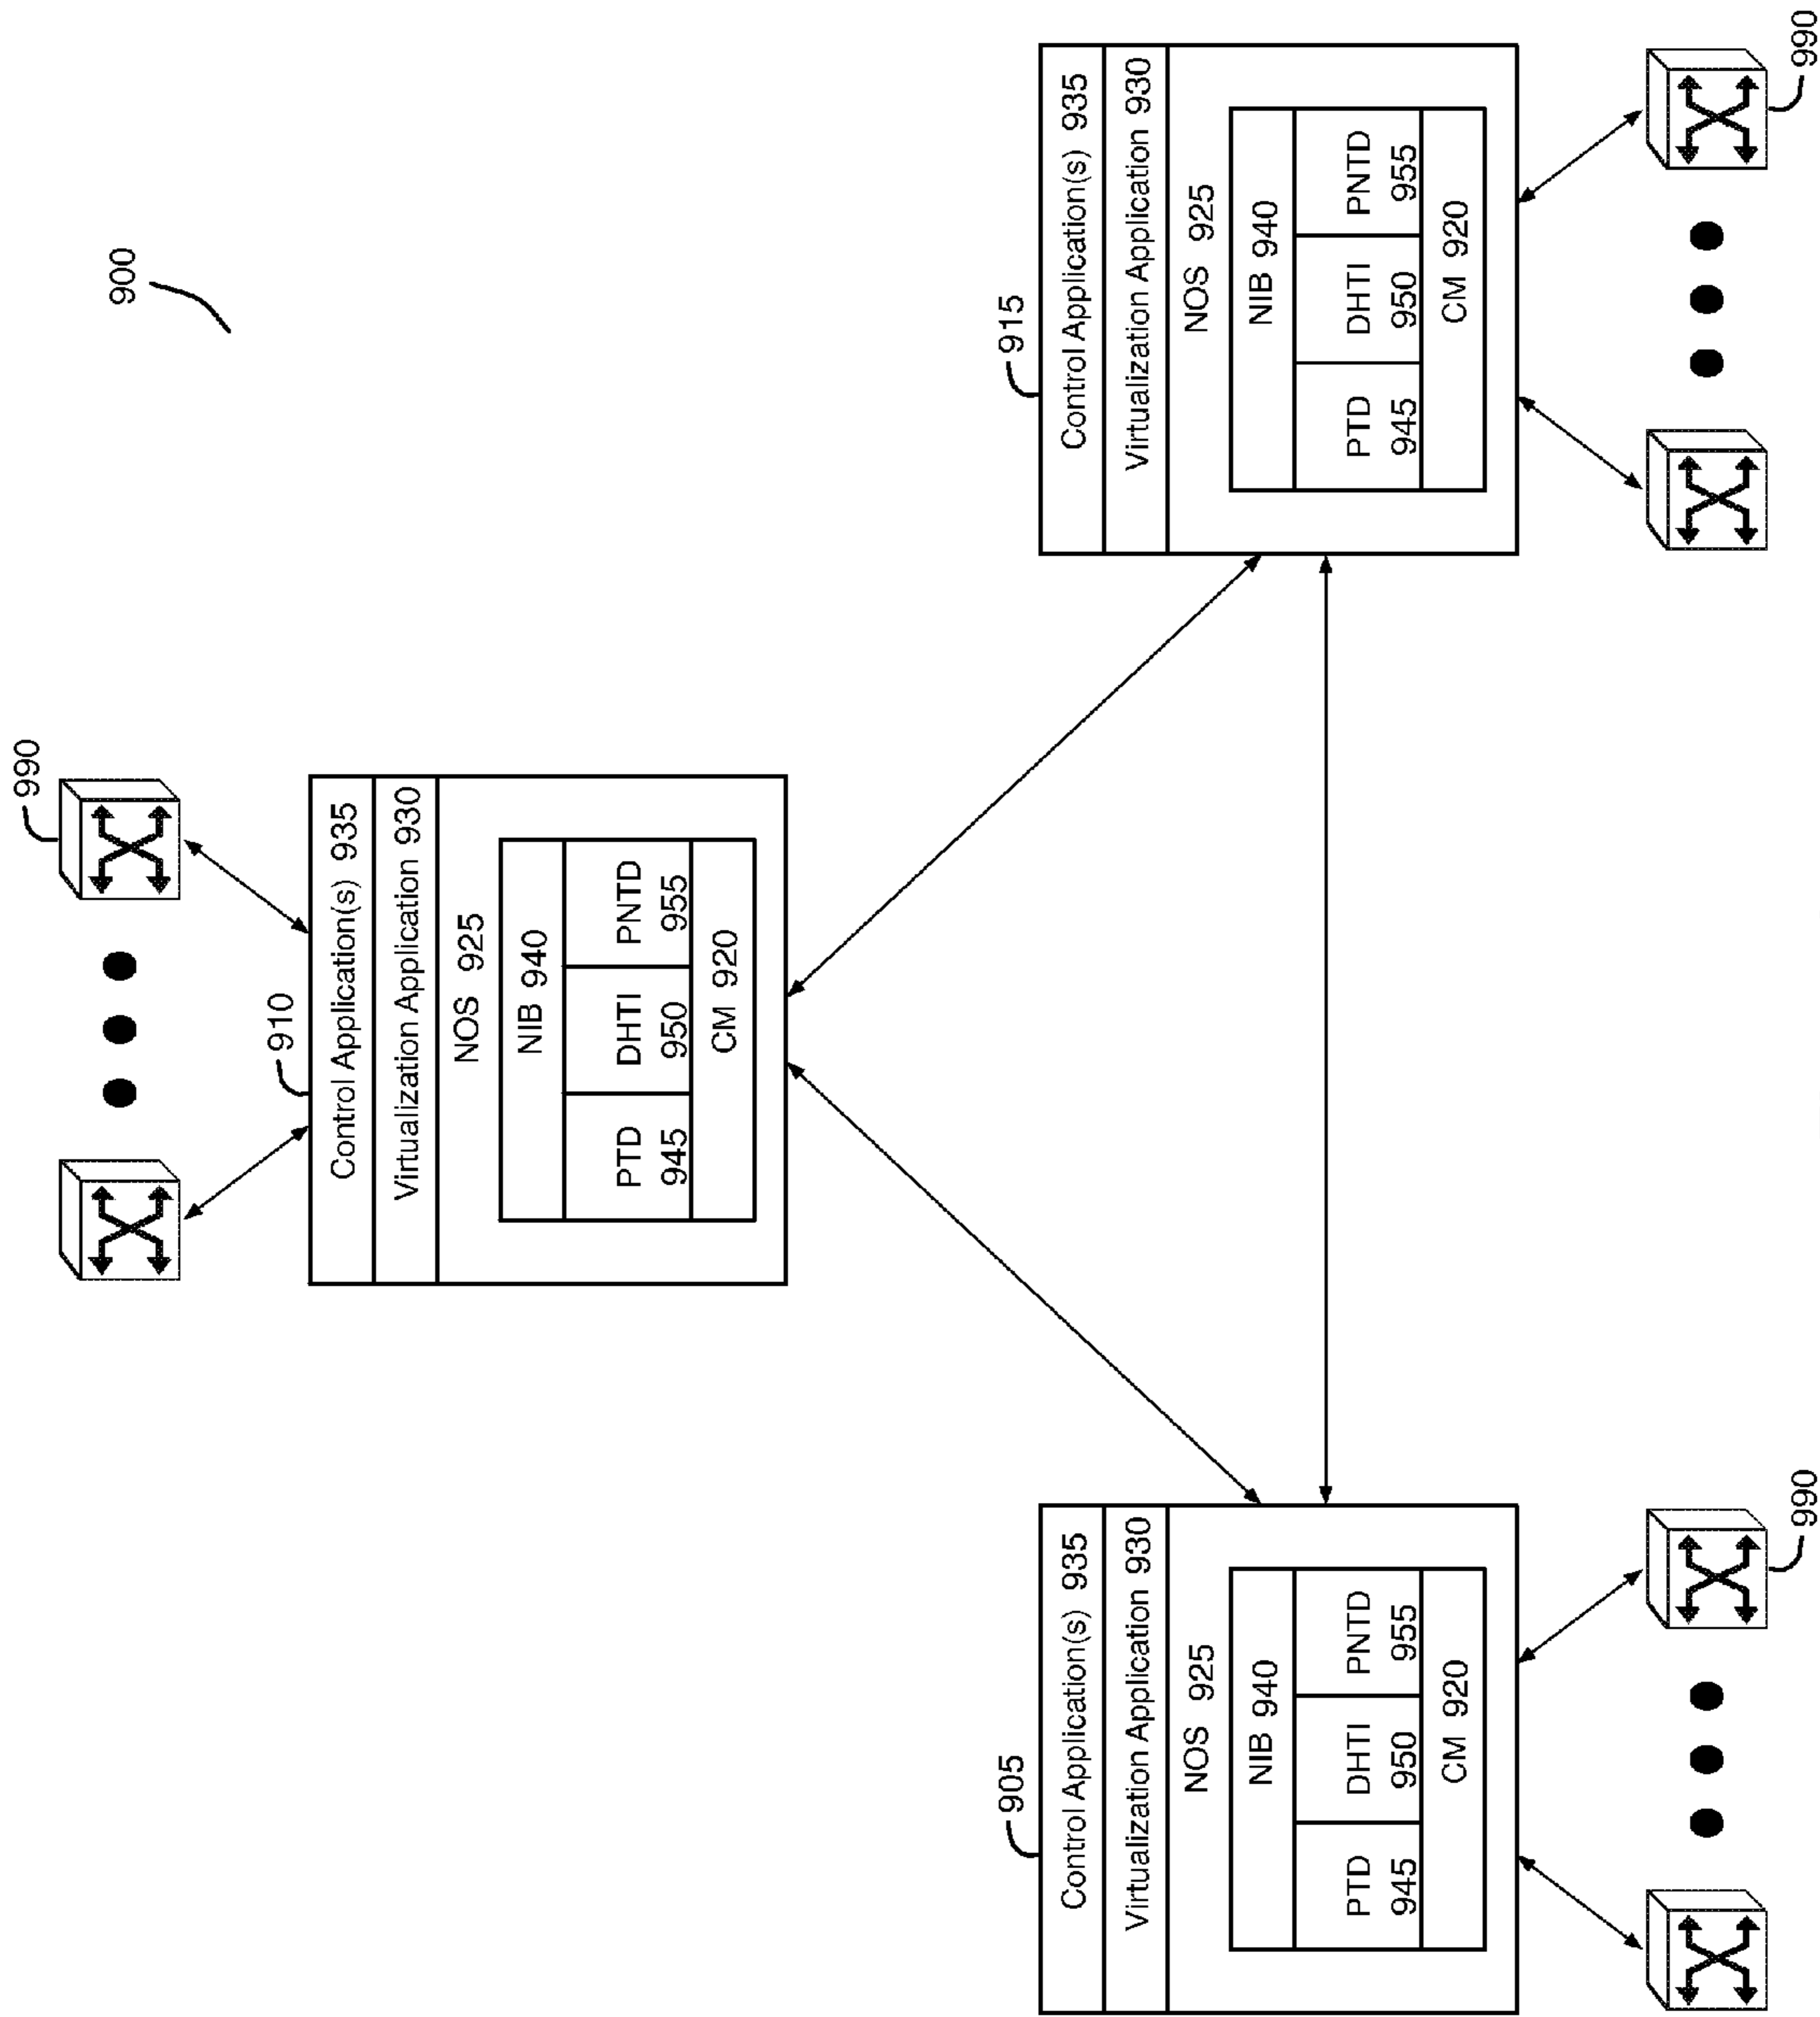 900
990
910
Control Application(s) 935
Virtualization Application 930
NOS 925
NIB 940
PTD 945
DHTI 950
PNTD 955
CM 920
905
Control Application(s) 935
Virtualization Application 930
NOS 925
NIB 940
PTD 945
DHTI 950
PNTD 955
CM 920
990
915
Control Application(s) 935
Virtualization Application 930
NOS 925
NIB 940
PTD 945
DHTI 950
PNTD 955
CM 920
990